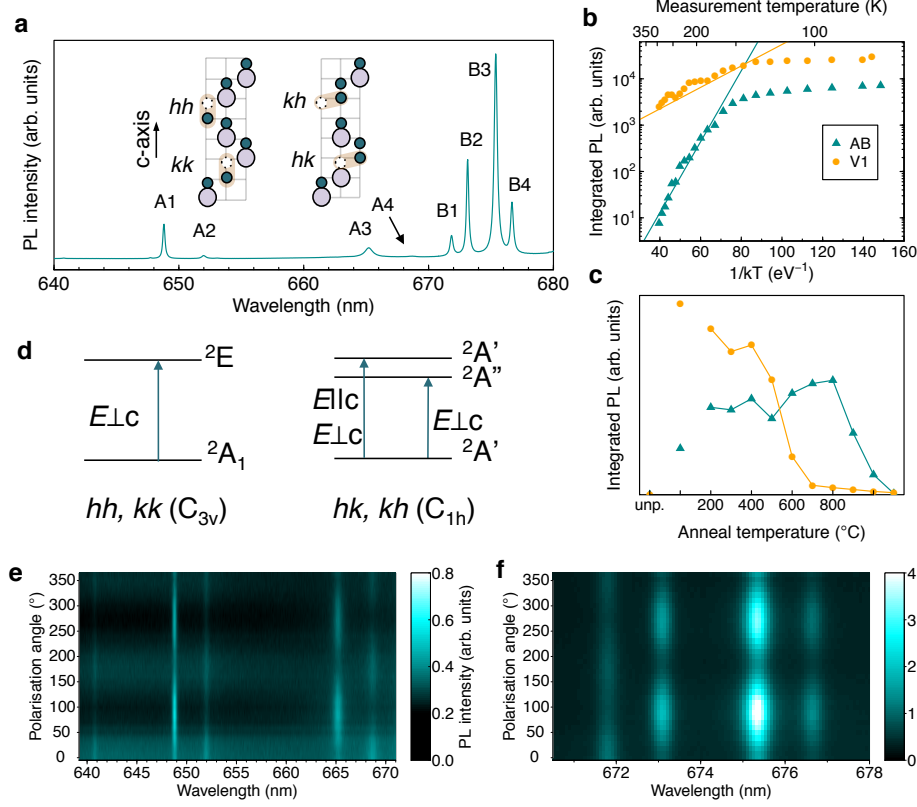 a
PL intensity (arb. units)
c-axis
hh
kk
kh
hk
A1
A2
A3
A4
B1
B2
B3
B4
640
650
660
670
680
Wavelength (nm)
b
Measurement temperature (K)
350
200
100
Integrated PL (arb. units)
10⁴
10³
10²
10¹
AB
V1
40
60
80
100
120
140
160
1/kT (eV⁻¹)
c
Integrated PL (arb. units)
unp.
200
400
600
800
Anneal temperature (°C)
d
²E
E⊥c
²A₁
hh, kk (C₃ᵥ)
²A’
²A”
E||c
E⊥c
E⊥c
²A’
hk, kh (C₁ₕ)
e
Polarisation angle (°)
350
300
250
200
150
100
50
0
640
645
650
655
660
665
670
Wavelength (nm)
0.8
0.6
0.4
0.2
0.0
PL intensity (arb. units)
f
Polarisation angle (°)
350
300
250
200
150
100
50
0
672
674
676
678
Wavelength (nm)
4
3
2
1
0